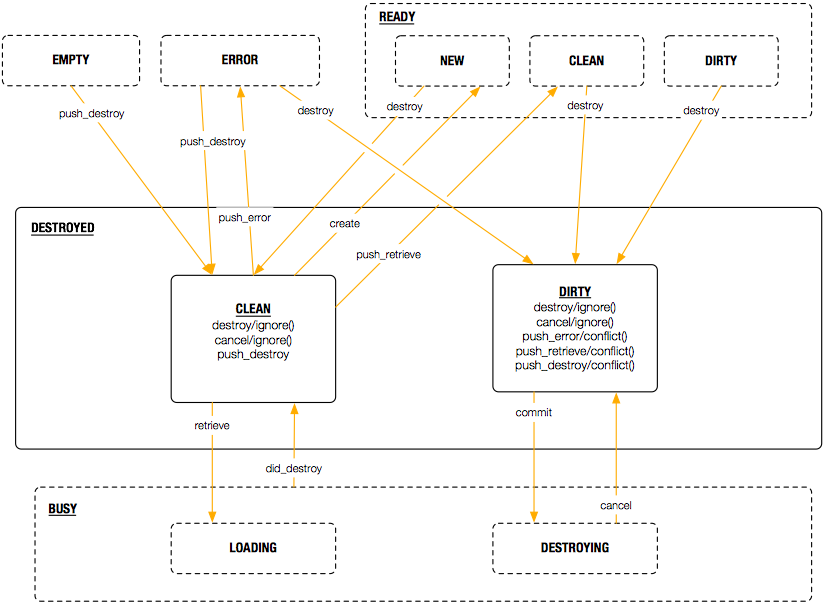 READY
EMPTY
ERROR
NEW
CLEAN
DIRTY
push_destroy
destroy
destroy
destroy
destroy
push_destroy
push_error
create
push_retrieve
DESTROYED
CLEAN
destroy/ignore()
cancel/ignore()
push_destroy
DIRTY
destroy/ignore()
cancel/ignore()
push_error/conflict()
push_retrieve/conflict()
push_destroy/conflict()
retrieve
commit
did_destroy
cancel
BUSY
LOADING
DESTROYING